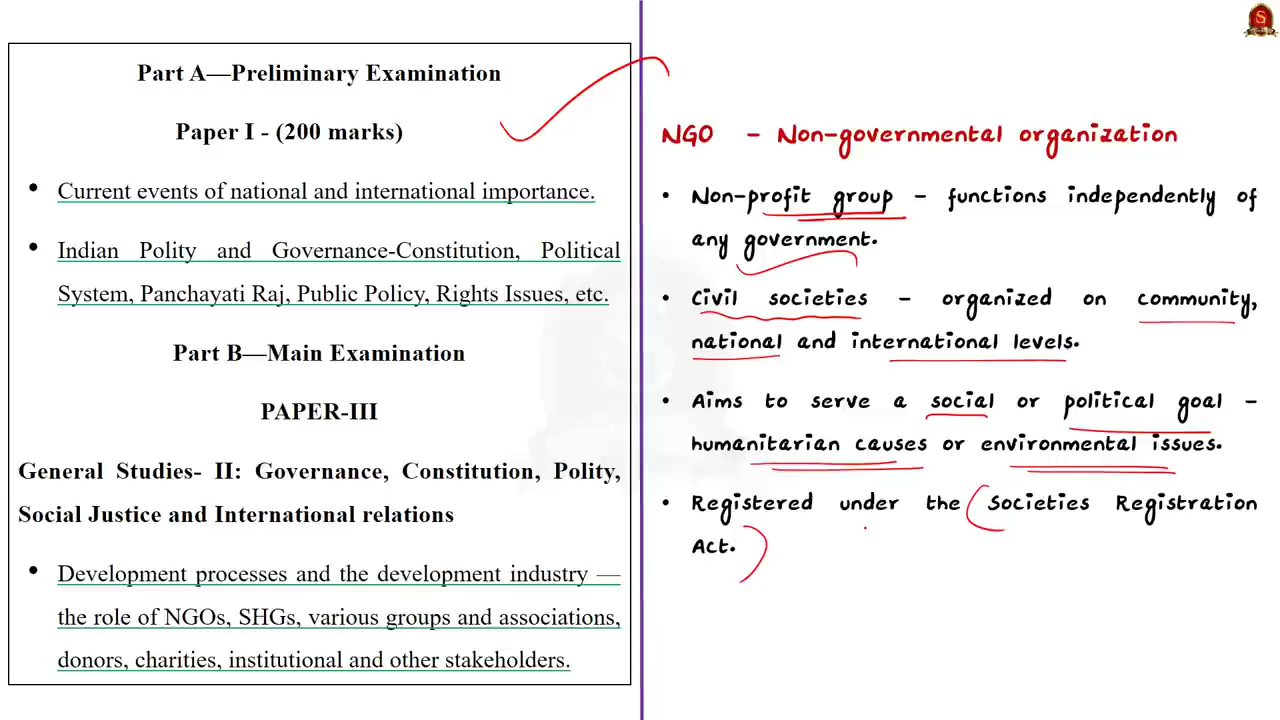 Part A—Preliminary Examination
Paper I - (200 marks)
• Current events of national and international importance.
• Indian Polity and Governance-Constitution, Political
System, Panchayati Raj, Public Policy, Rights Issues, etc.
Part B—Main Examination
PAPER-III
General Studies- II: Governance, Constitution, Polity,
Social Justice and International relations
• Development processes and the development industry —
the role of NGOs, SHGs, various groups and associations,
donors, charities, institutional and other stakeholders.
NGO - Non-governmental organization
• Non-profit group - functions independently of
any government.
• Civil societies - organized on community,
national and international levels.
• Aims to serve a social or political goal -
humanitarian causes or environmental issues.
• Registered under the Societies Registration
Act.